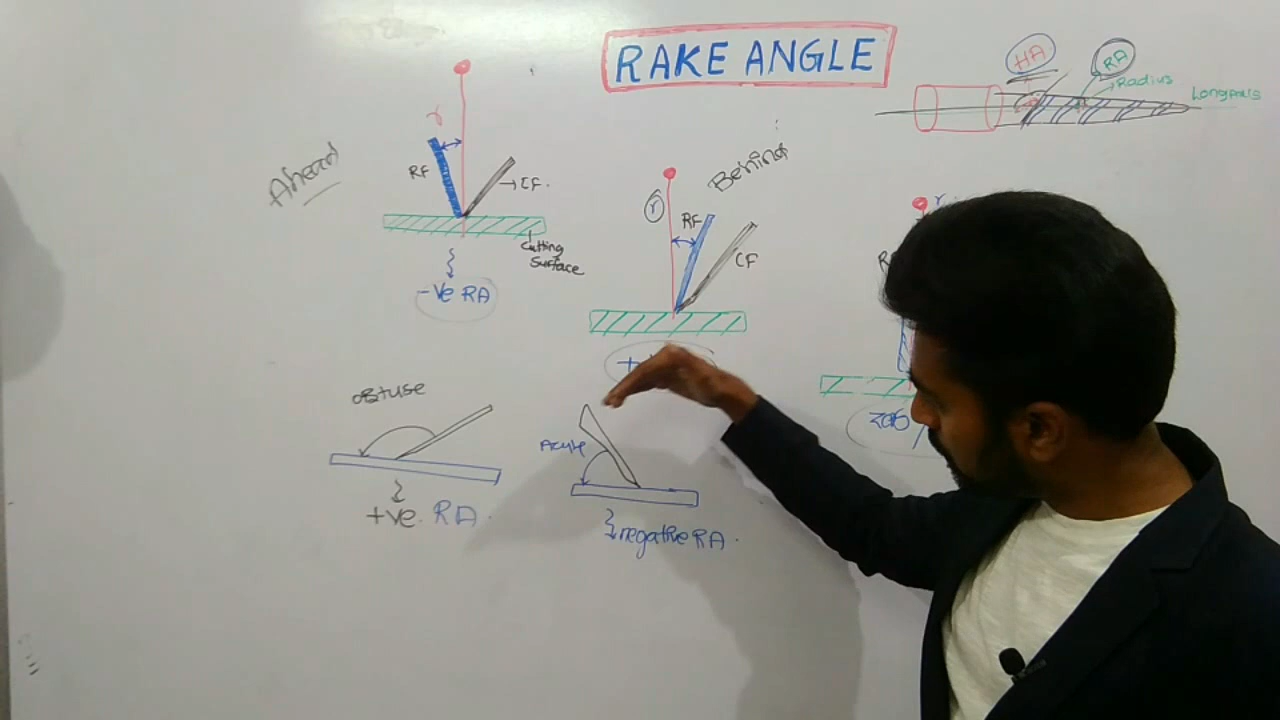 RAKE ANGLE
HA
RA
Radius
Ahead
r
RF
CF.
Cutting
Surface
-ve RA
Behind
r
RF
CF
r
obtuse
+ve. RA.
Acute
negative RA.